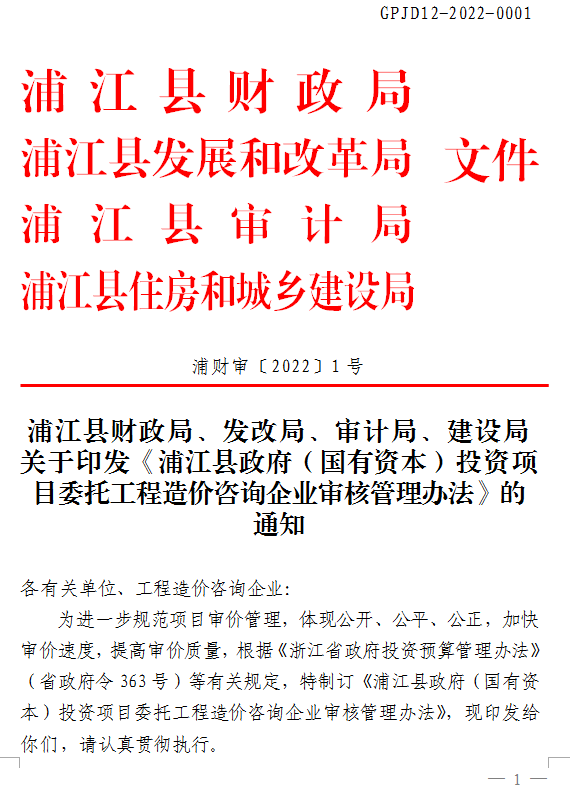 GPJD12-2022-0001
浦江县财政局
浦江县发展和改革局 文件
浦江县审计局
浦江县住房和城乡建设局
浦财审〔2022〕1号
浦江县财政局、发改局、审计局、建设局
关于印发《浦江县政府（国有资本）投资项
目委托工程造价咨询企业审核管理办法》的
通知
各有关单位、工程造价咨询企业：
为进一步规范项目审价管理，体现公开、公平、公正，加快
审价速度，提高审价质量，根据《浙江省政府投资预算管理办法》
（省政府令 363 号）等有关规定，特制订《浦江县政府（国有资
本）投资项目委托工程造价咨询企业审核管理办法》，现印发给
你们，请认真贯彻执行。
— 1